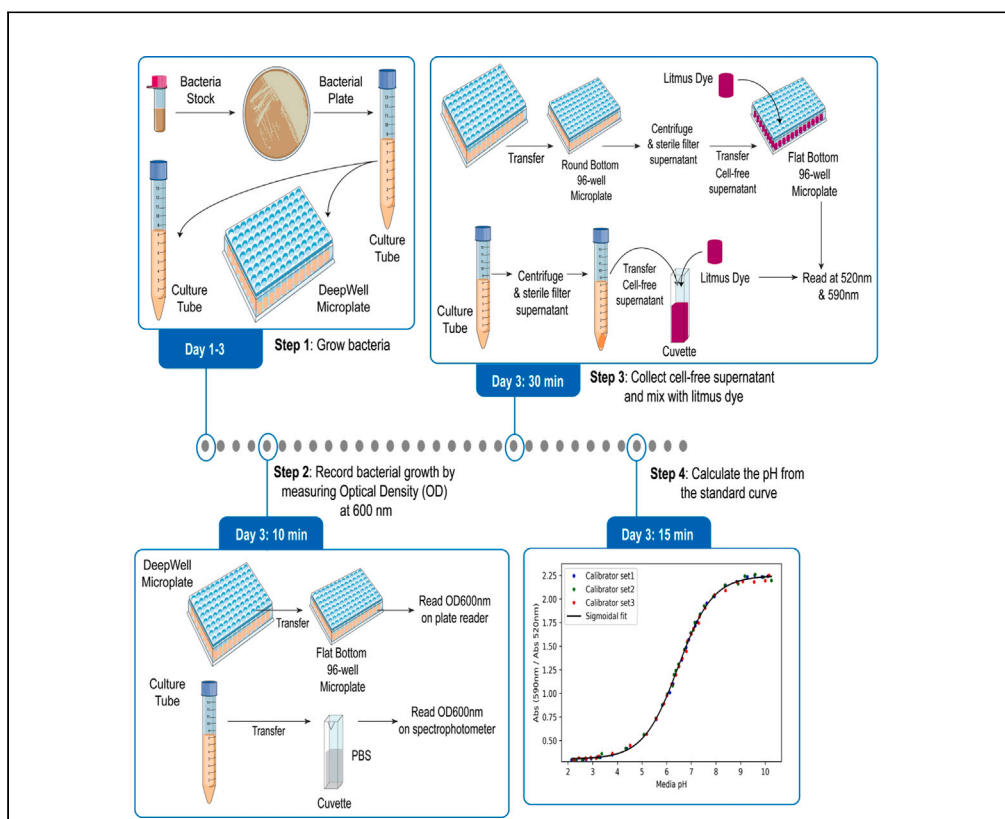 Bacteria
Stock
Bacterial
Plate
Culture
Tube
DeepWell
Microplate
Culture
Tube
Day 1-3
Step 1: Grow bacteria
Litmus Dye
Transfer
Round Bottom
96-well
Microplate
Centrifuge
& sterile filter
supernatant
Transfer
Cell-free
supernatant
Flat Bottom
96-well
Microplate
Culture
Tube
Centrifuge
& sterile filter
supernatant
Transfer
Cell-free
supernatant
Litmus Dye
Cuvette
Read at 520nm
& 590nm
Day 3: 30 min
Step 3: Collect cell-free supernatant
and mix with litmus dye
Step 2: Record bacterial growth by
measuring Optical Density (OD)
at 600 nm
Day 3: 10 min
DeepWell
Microplate
Transfer
Flat Bottom
96-well
Microplate
Read OD600nm
on plate reader
Culture
Tube
Transfer
PBS
Cuvette
Read OD600nm
on spectrophotometer
Step 4: Calculate the pH from
the standard curve
Day 3: 15 min
Calibrator set1
Calibrator set2
Calibrator set3
Sigmoidal fit
Abs (590nm / Abs 520nm)
2.25
2.00
1.75
1.50
1.25
1.00
0.75
0.50
2 3 4 5 6 7 8 9 10
Media pH